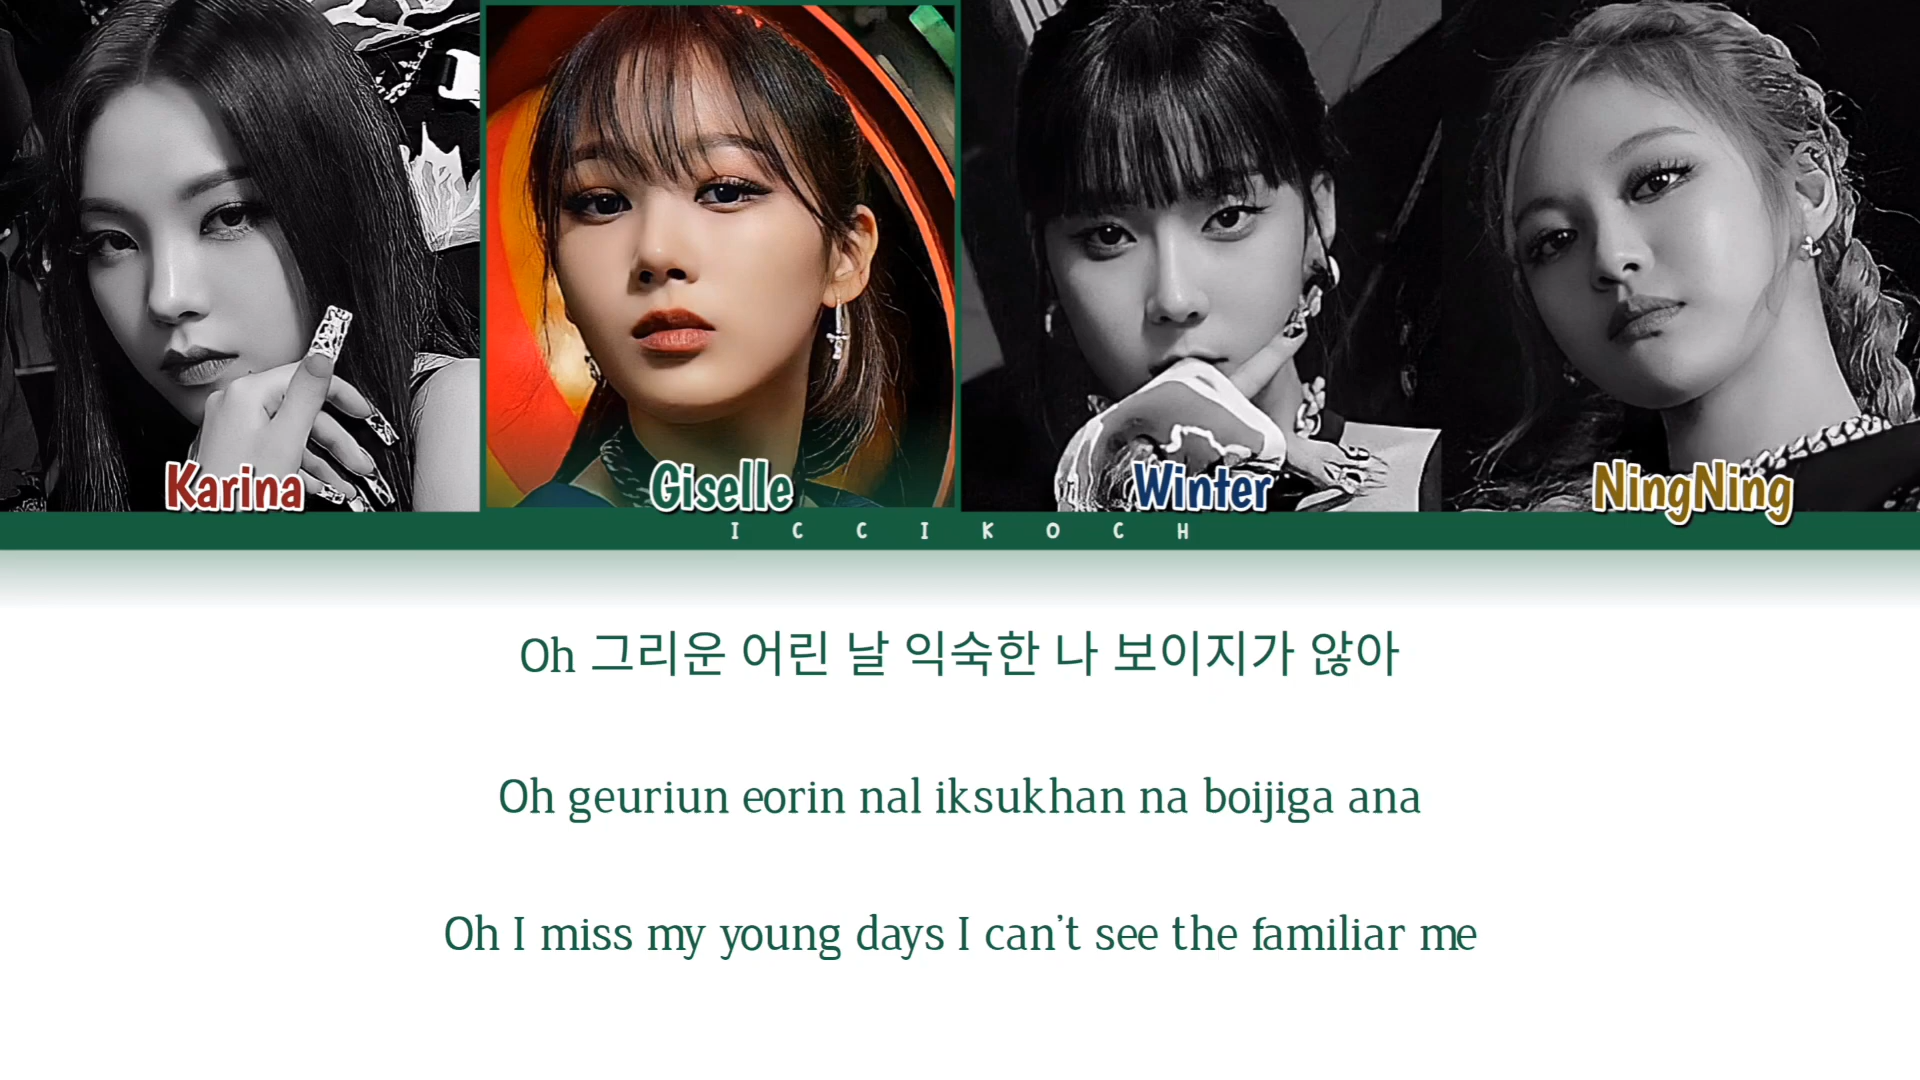 Karina
Giselle
Winter
NingNing
ICCIKOCH
Oh 그리운 어린 날 익숙한 나 보이지가 않아
Oh geuriun eorin nal iksukhan na boijiga ana
Oh I miss my young days I can't see the familiar me